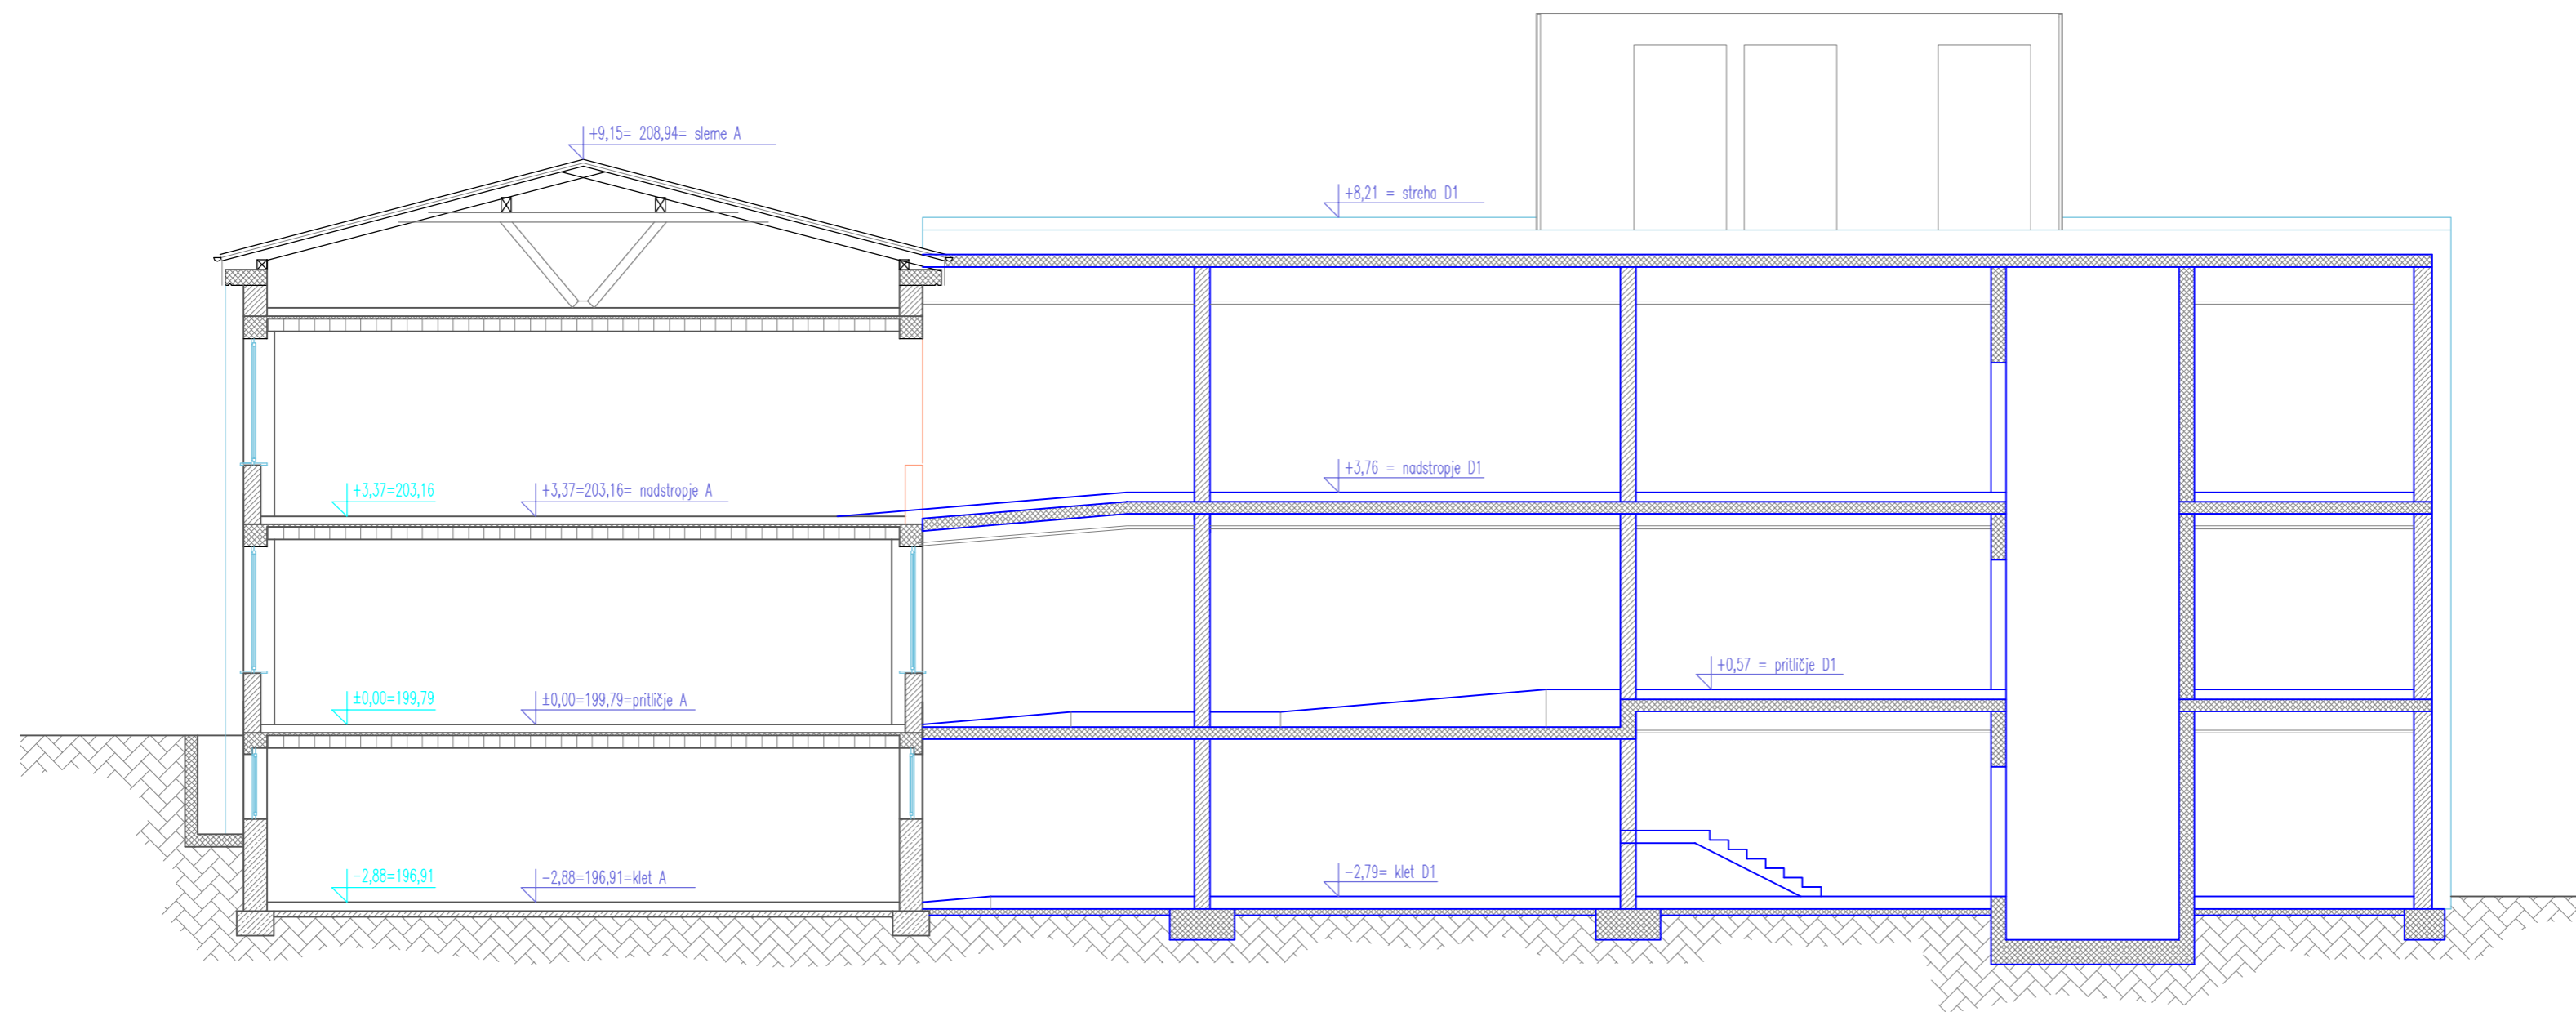 +9,15= 208,94= sleme A
+8,21 = streha D1
+3,76 = nadstropje D1
+3,37=203,16
+3,37=203,16= nadstropje A
+0,57 = pritličje D1
±0,00=199,79
±0,00=199,79=pritličje A
-2,79= klet D1
-2,88=196,91
-2,88=196,91=klet A